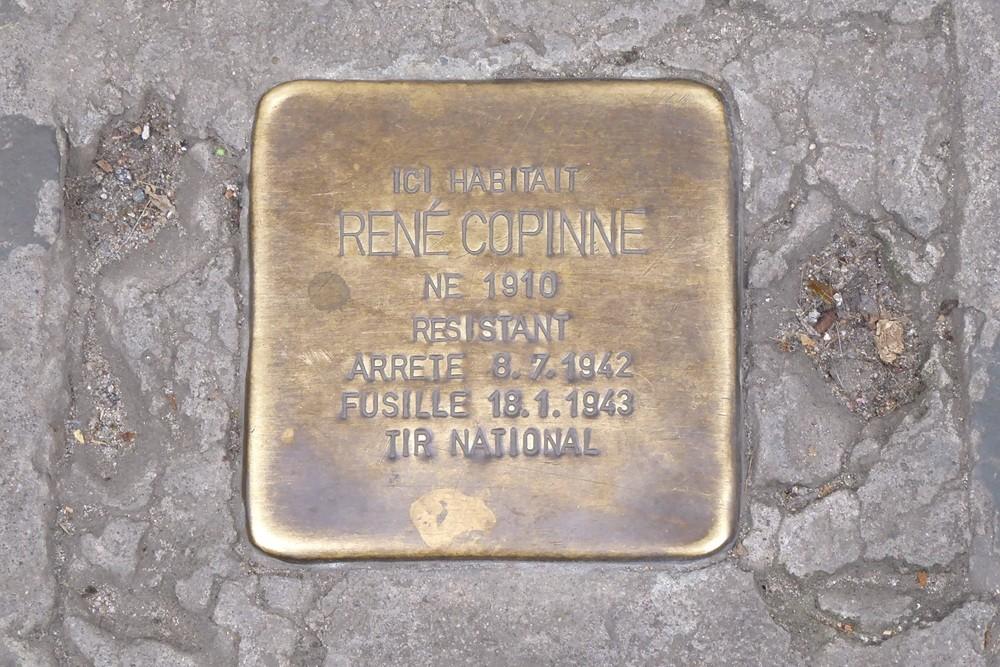 ICI HABITAIT
RENÉ COPINNE
NE 1910
RESISTANT
ARRETE 8.7.1942
FUSILLE 18.1.1943
TIR NATIONAL